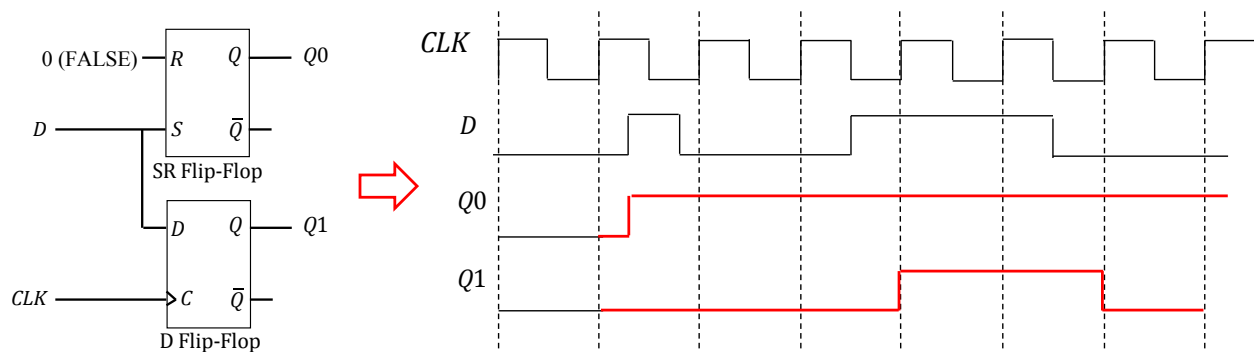 0 (FALSE) R Q Q0
D S Q̅
SR Flip-Flop
D Q Q1
CLK C Q̅
D Flip-Flop
CLK
D
Q0
Q1